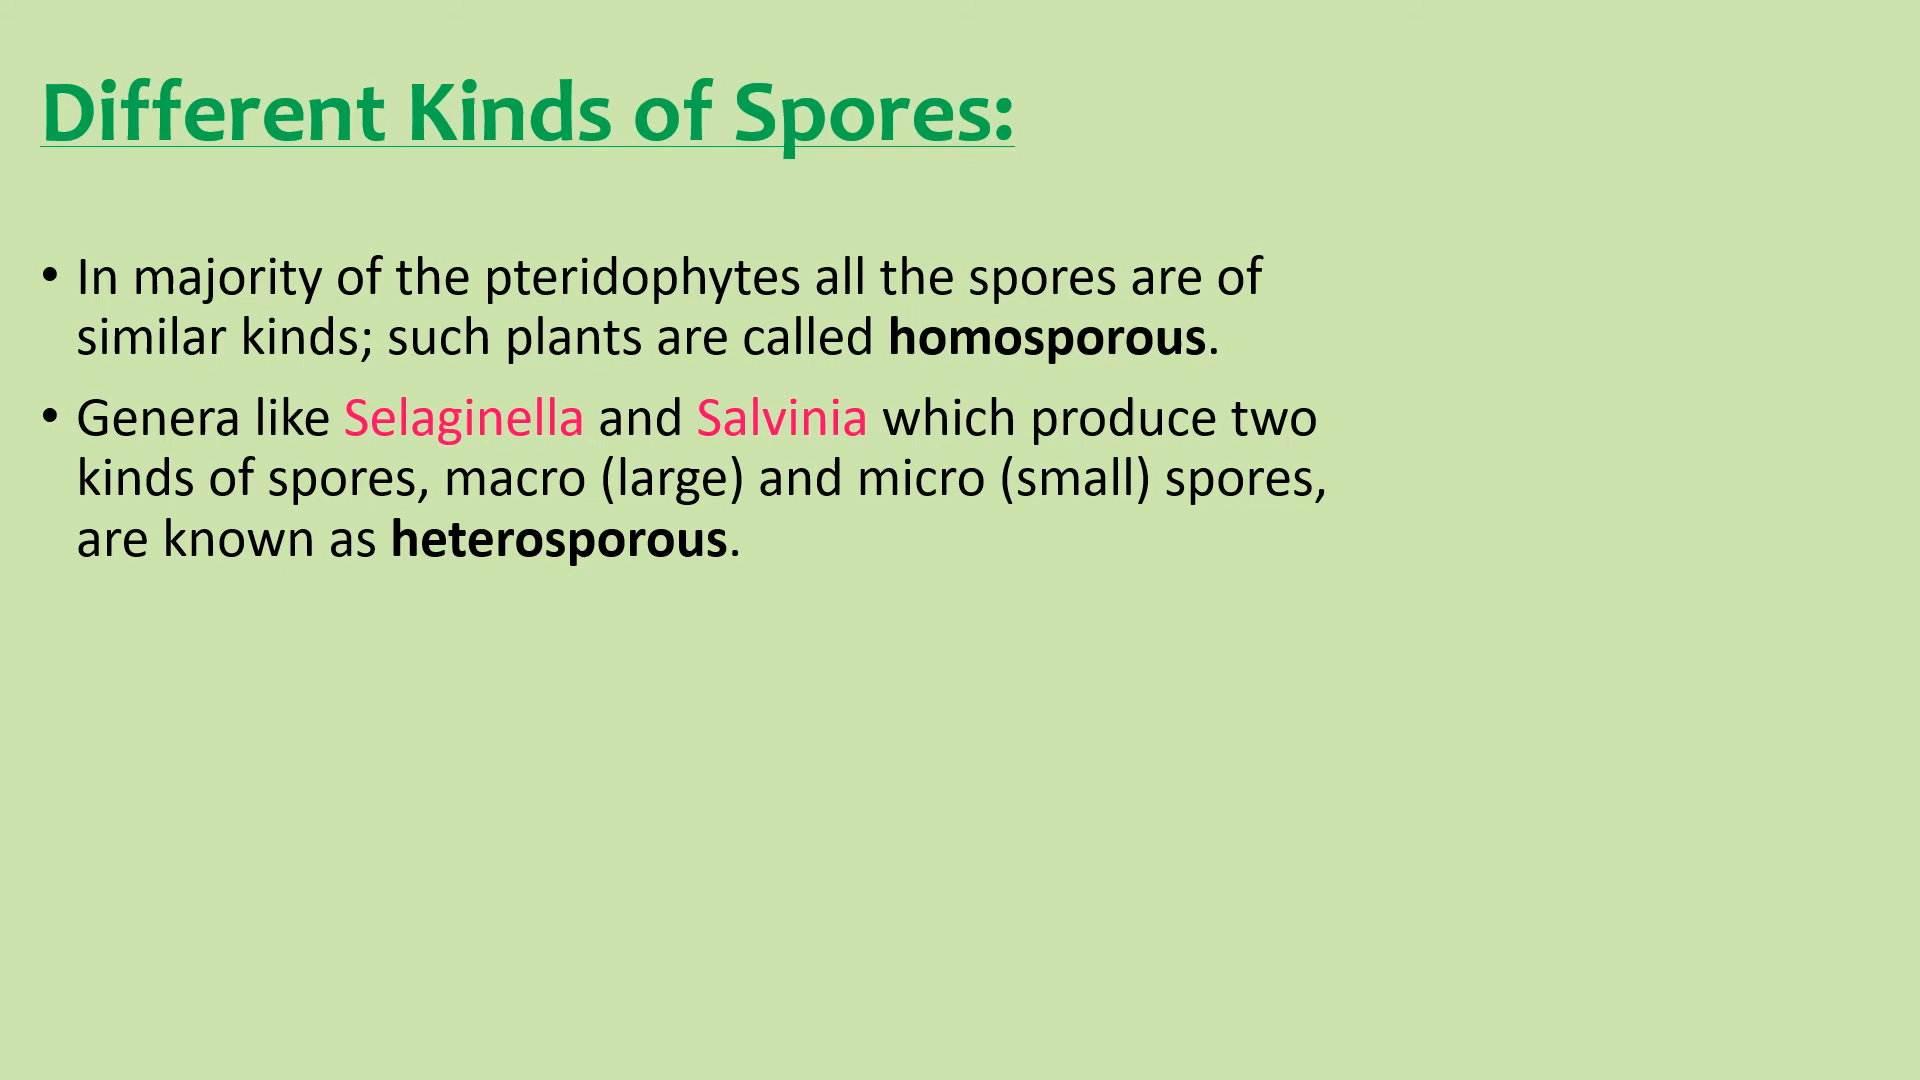 Different Kinds of Spores:
• In majority of the pteridophytes all the spores are of
similar kinds; such plants are called homosporous.
• Genera like Selaginella and Salvinia which produce two
kinds of spores, macro (large) and micro (small) spores,
are known as heterosporous.